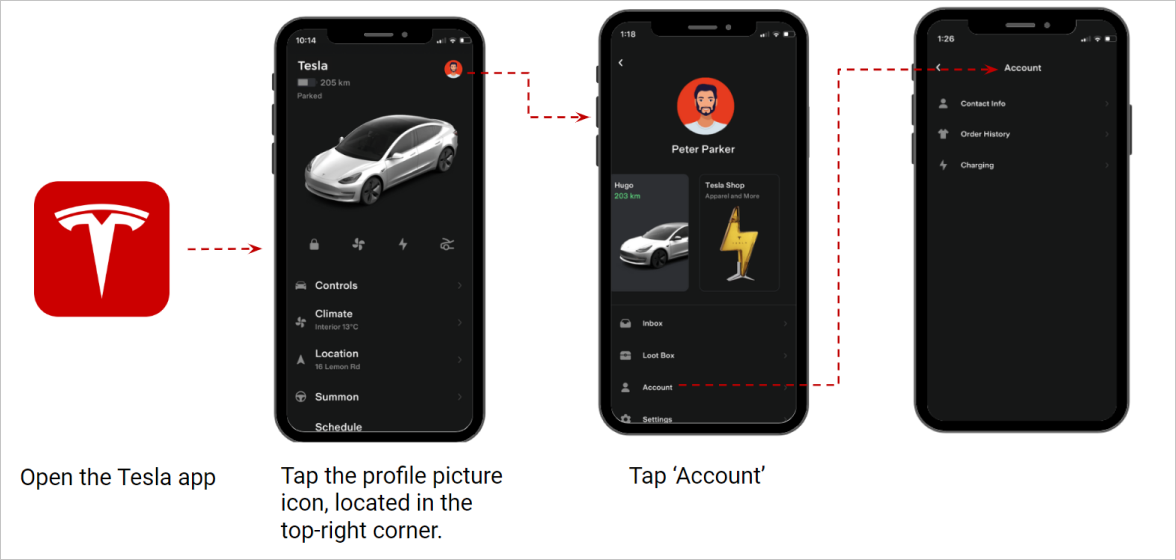 10:14
Tesla
205 km
Parked
Controls
Climate
Interior 13°C
Location
16 Lemon Rd
Summon
Schedule
1:18
Peter Parker
Hugo
203 km
Tesla Shop
Apparel and More
Inbox
Loot Box
Account
Settings
1:26
Account
Contact Info
Order History
Charging
Open the Tesla app
Tap the profile picture
icon, located in the
top-right corner.
Tap ‘Account’